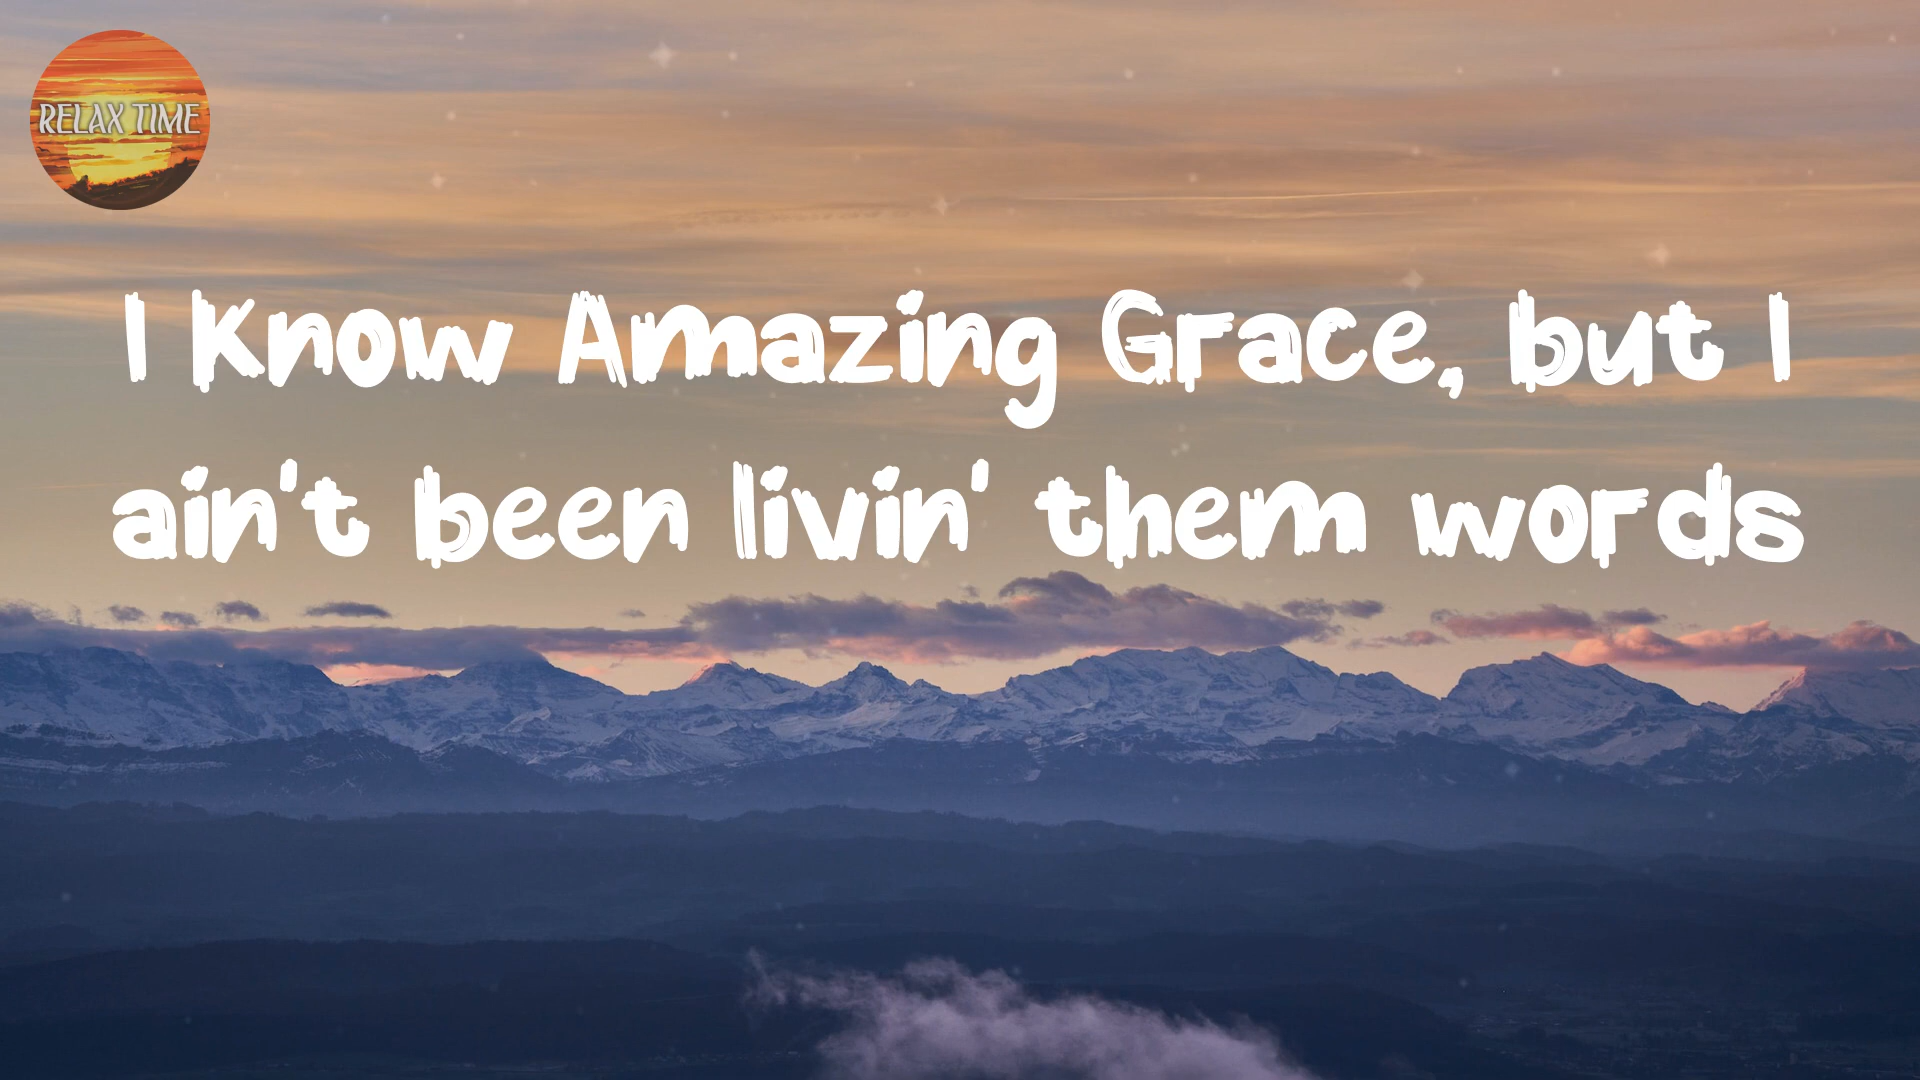 RELAX TIME
I know Amazing Grace, but I
ain't been livin' them words